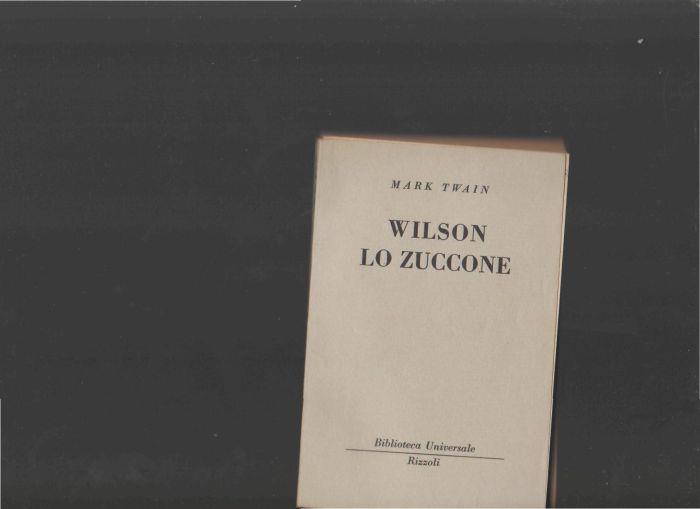 MARK TWAIN
WILSON
LO ZUCCONE
Biblioteca Universale
Rizzoli